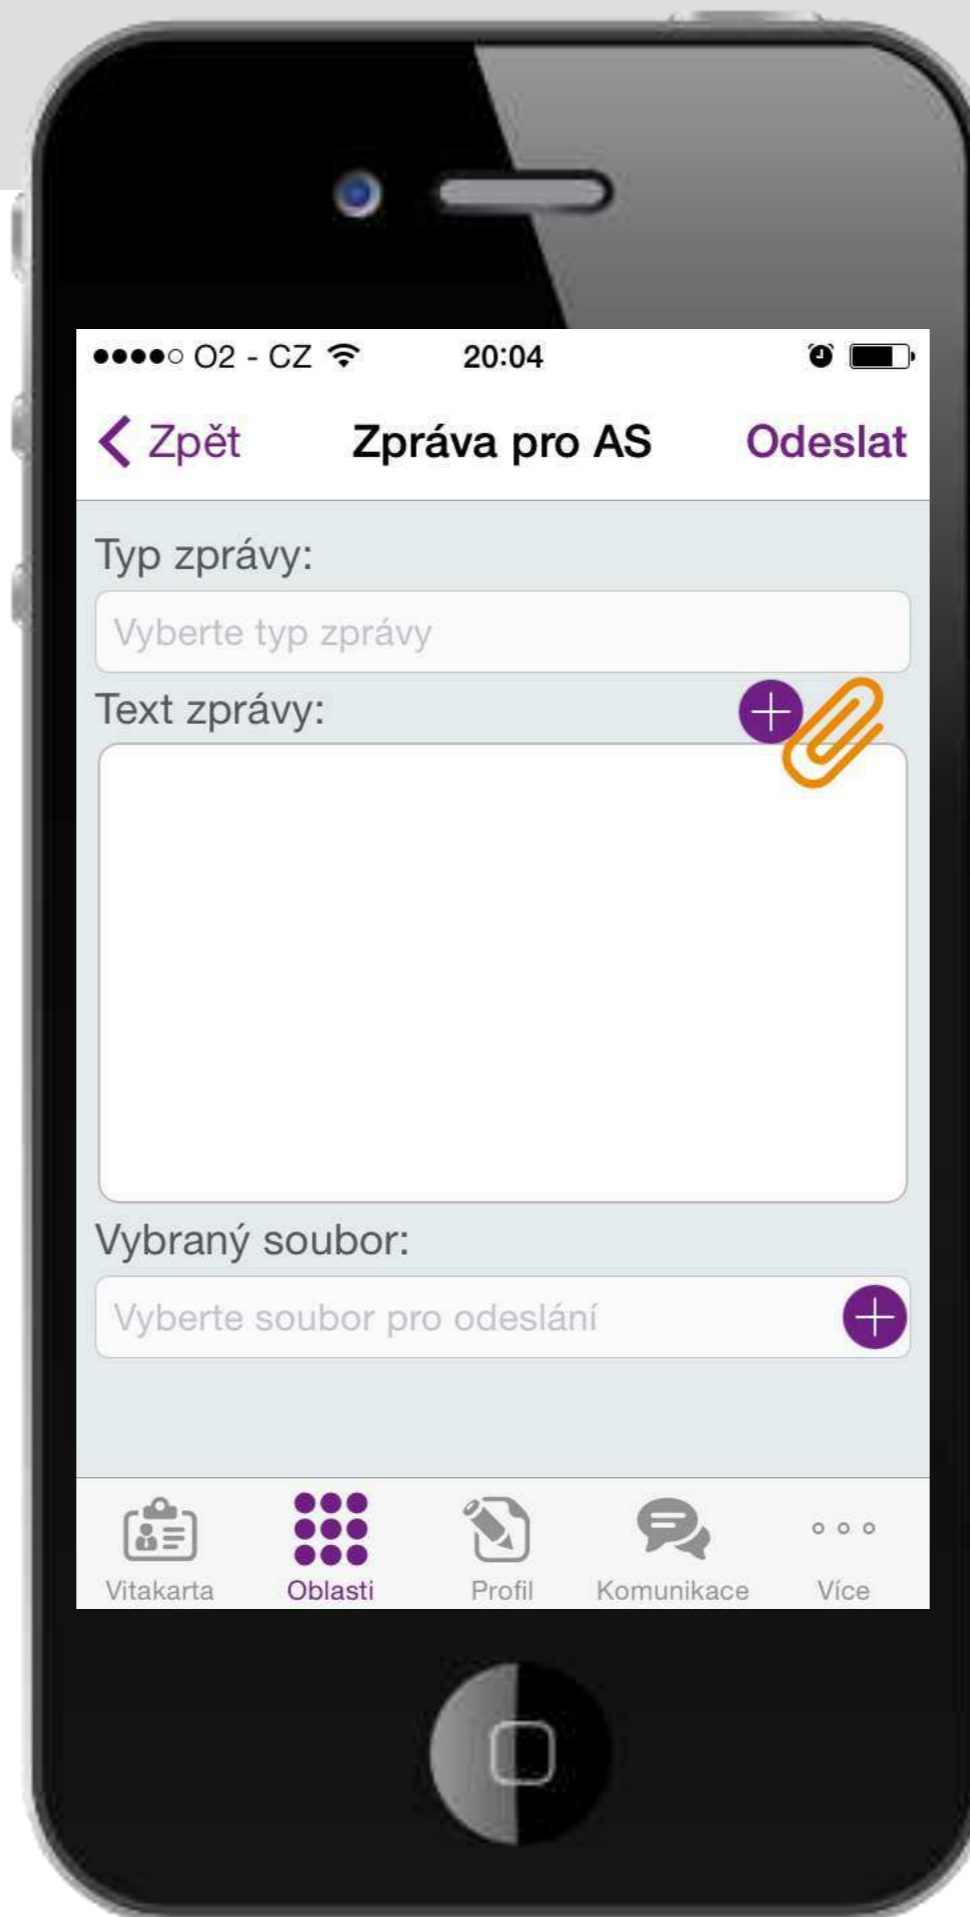 O2 - CZ 20:04
Zpět Zpráva pro AS Odeslat
Typ zprávy:
Vyberte typ zprávy
Text zprávy:
Vybraný soubor:
Vyberte soubor pro odeslání
Vitakarta Oblasti Profil Komunikace Více